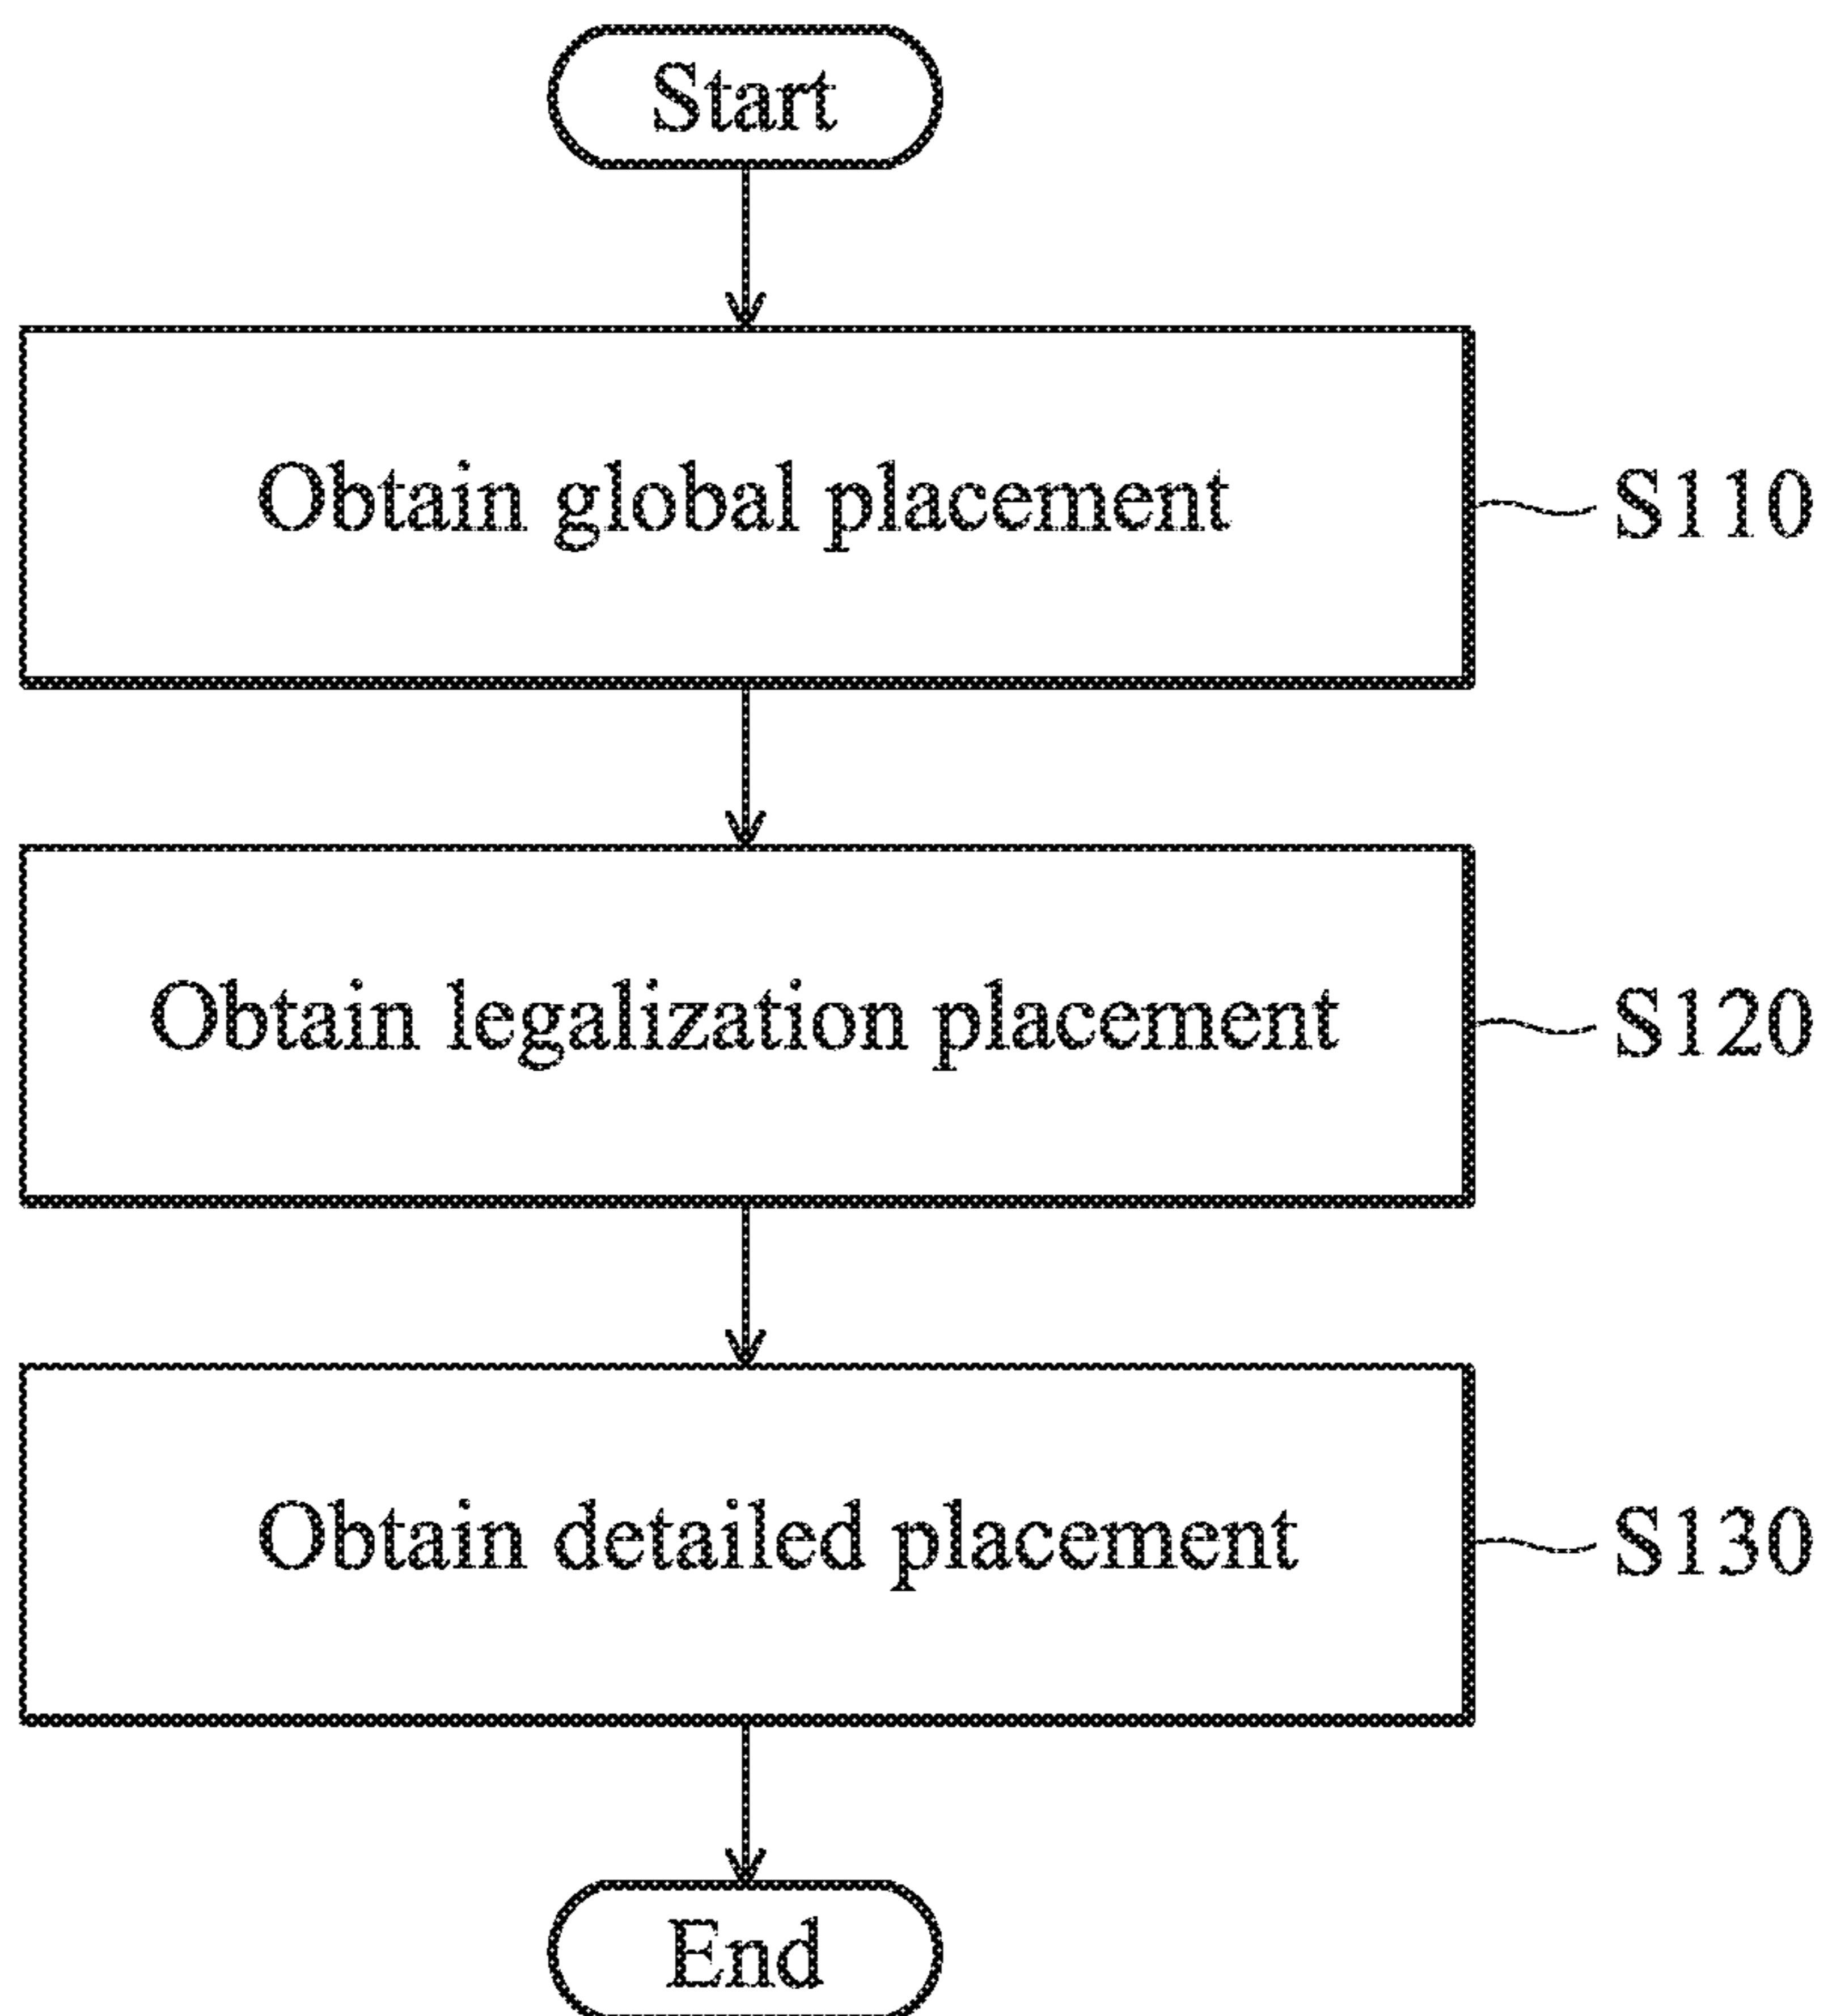 Start
Obtain global placement
S110
Obtain legalization placement
S120
Obtain detailed placement
S130
End